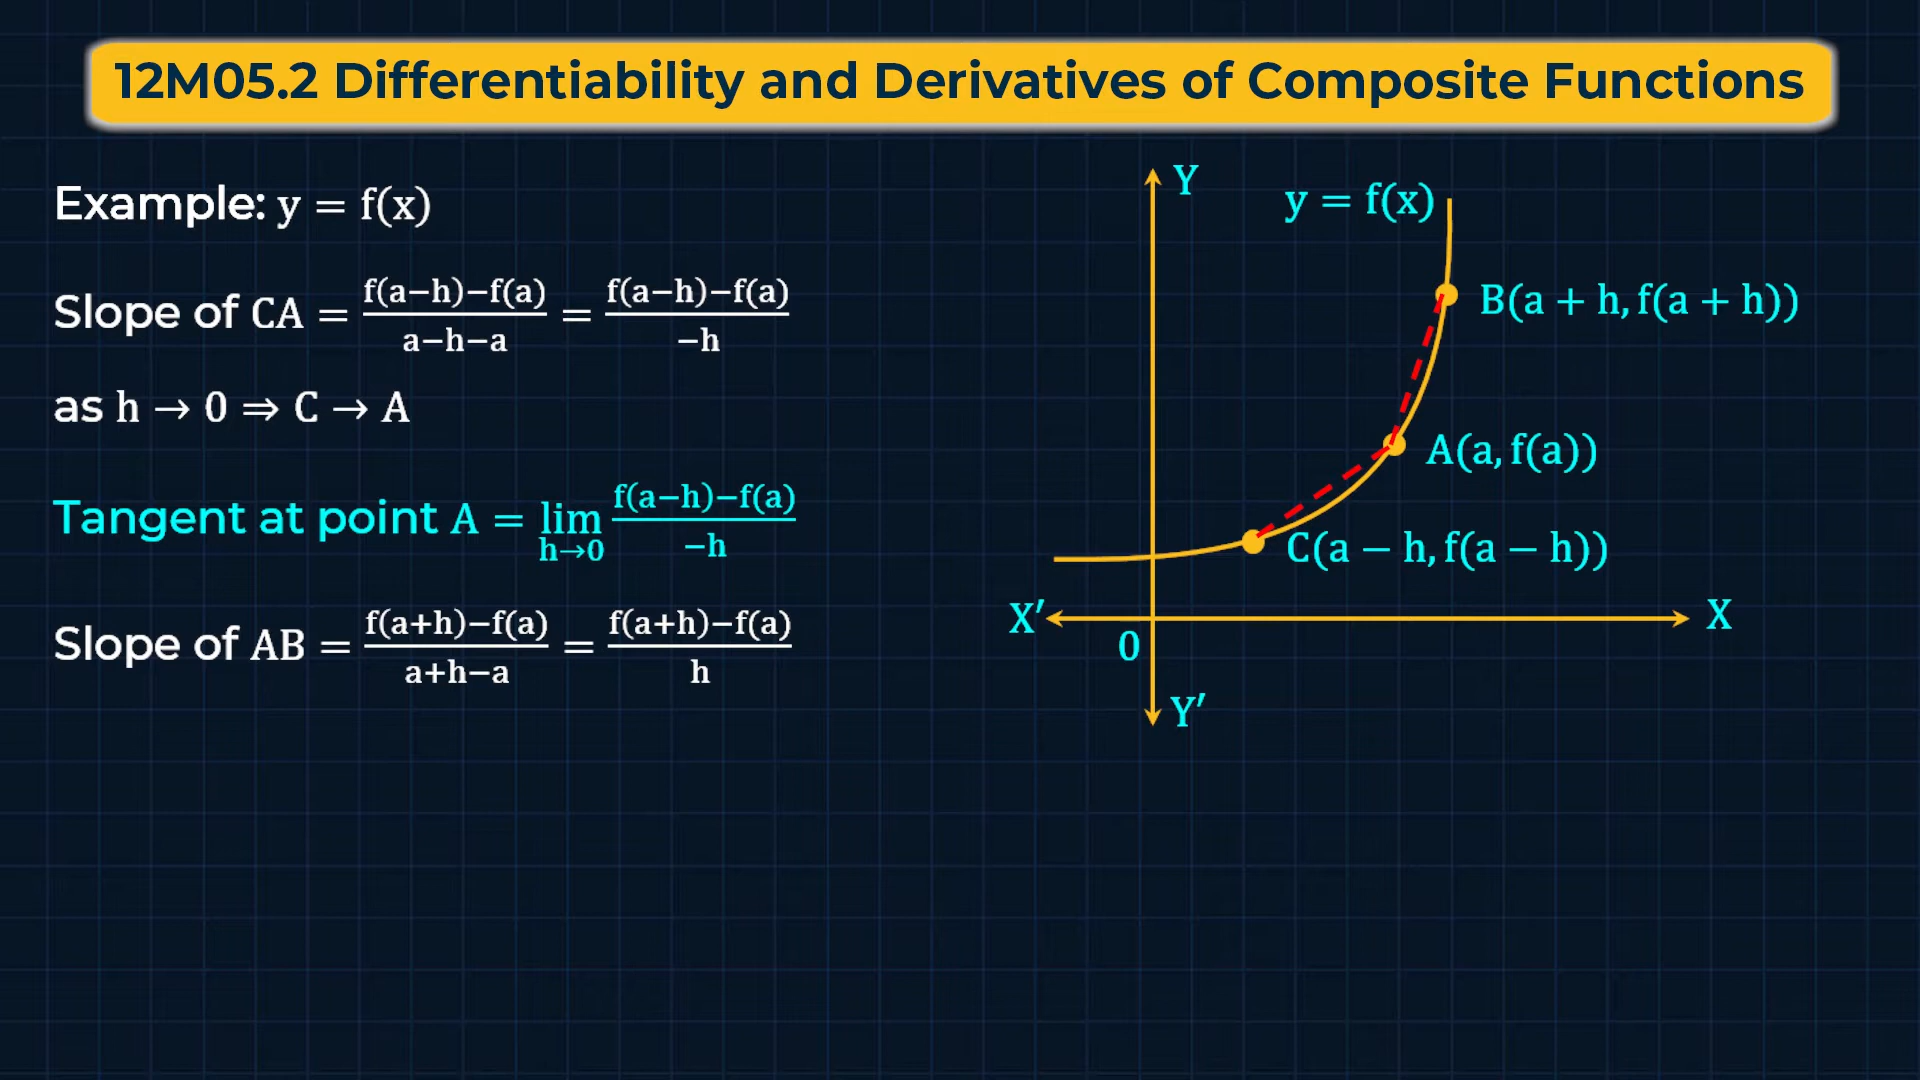 12M05.2 Differentiability and Derivatives of Composite Functions
Example: y = f(x)
Slope of CA = f(a−h)−f(a) / a−h−a = f(a−h)−f(a) / −h
as h → 0 ⇒ C → A
Tangent at point A = lim h→0 f(a−h)−f(a) / −h
Slope of AB = f(a+h)−f(a) / a+h−a = f(a+h)−f(a) / h
Y
y = f(x)
B(a + h, f(a + h))
A(a, f(a))
C(a − h, f(a − h))
X′
X
0
Y′